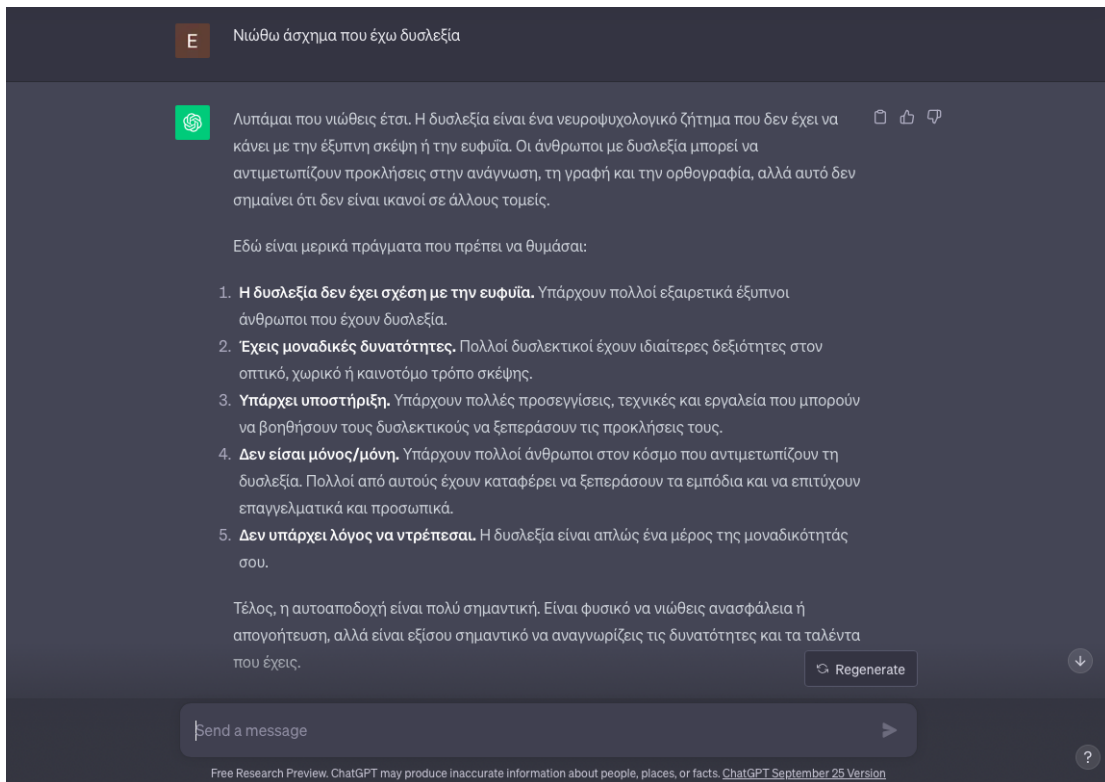 E
Νιώθω άσχημα που έχω δυσλεξία
Λυπάμαι που νιώθεις έτσι. Η δυσλεξία είναι ένα νευροψυχολογικό ζήτημα που δεν έχει να
κάνει με την έξυπνη σκέψη ή την ευφυΐα. Οι άνθρωποι με δυσλεξία μπορεί να
αντιμετωπίζουν προκλήσεις στην ανάγνωση, τη γραφή και την ορθογραφία, αλλά αυτό δεν
σημαίνει ότι δεν είναι ικανοί σε άλλους τομείς.
Εδώ είναι μερικά πράγματα που πρέπει να θυμάσαι:
1. Η δυσλεξία δεν έχει σχέση με την ευφυΐα. Υπάρχουν πολλοί εξαιρετικά έξυπνοι
άνθρωποι που έχουν δυσλεξία.
2. Έχεις μοναδικές δυνατότητες. Πολλοί δυσλεκτικοί έχουν ιδιαίτερες δεξιότητες στον
οπτικό, χωρικό ή καινοτόμο τρόπο σκέψης.
3. Υπάρχει υποστήριξη. Υπάρχουν πολλές προσεγγίσεις, τεχνικές και εργαλεία που μπορούν
να βοηθήσουν τους δυσλεκτικούς να ξεπεράσουν τις προκλήσεις τους.
4. Δεν είσαι μόνος/μόνη. Υπάρχουν πολλοί άνθρωποι στον κόσμο που αντιμετωπίζουν τη
δυσλεξία. Πολλοί από αυτούς έχουν καταφέρει να ξεπεράσουν τα εμπόδια και να επιτύχουν
επαγγελματικά και προσωπικά.
5. Δεν υπάρχει λόγος να ντρέπεσαι. Η δυσλεξία είναι απλώς ένα μέρος της μοναδικότητάς
σου.
Τέλος, η αυτοαποδοχή είναι πολύ σημαντική. Είναι φυσικό να νιώθεις ανασφάλεια ή
απογοήτευση, αλλά είναι εξίσου σημαντικό να αναγνωρίζεις τις δυνατότητες και τα ταλέντα
που έχεις.
Regenerate
Send a message
?
Free Research Preview. ChatGPT may produce inaccurate information about people, places, or facts. ChatGPT September 25 Version